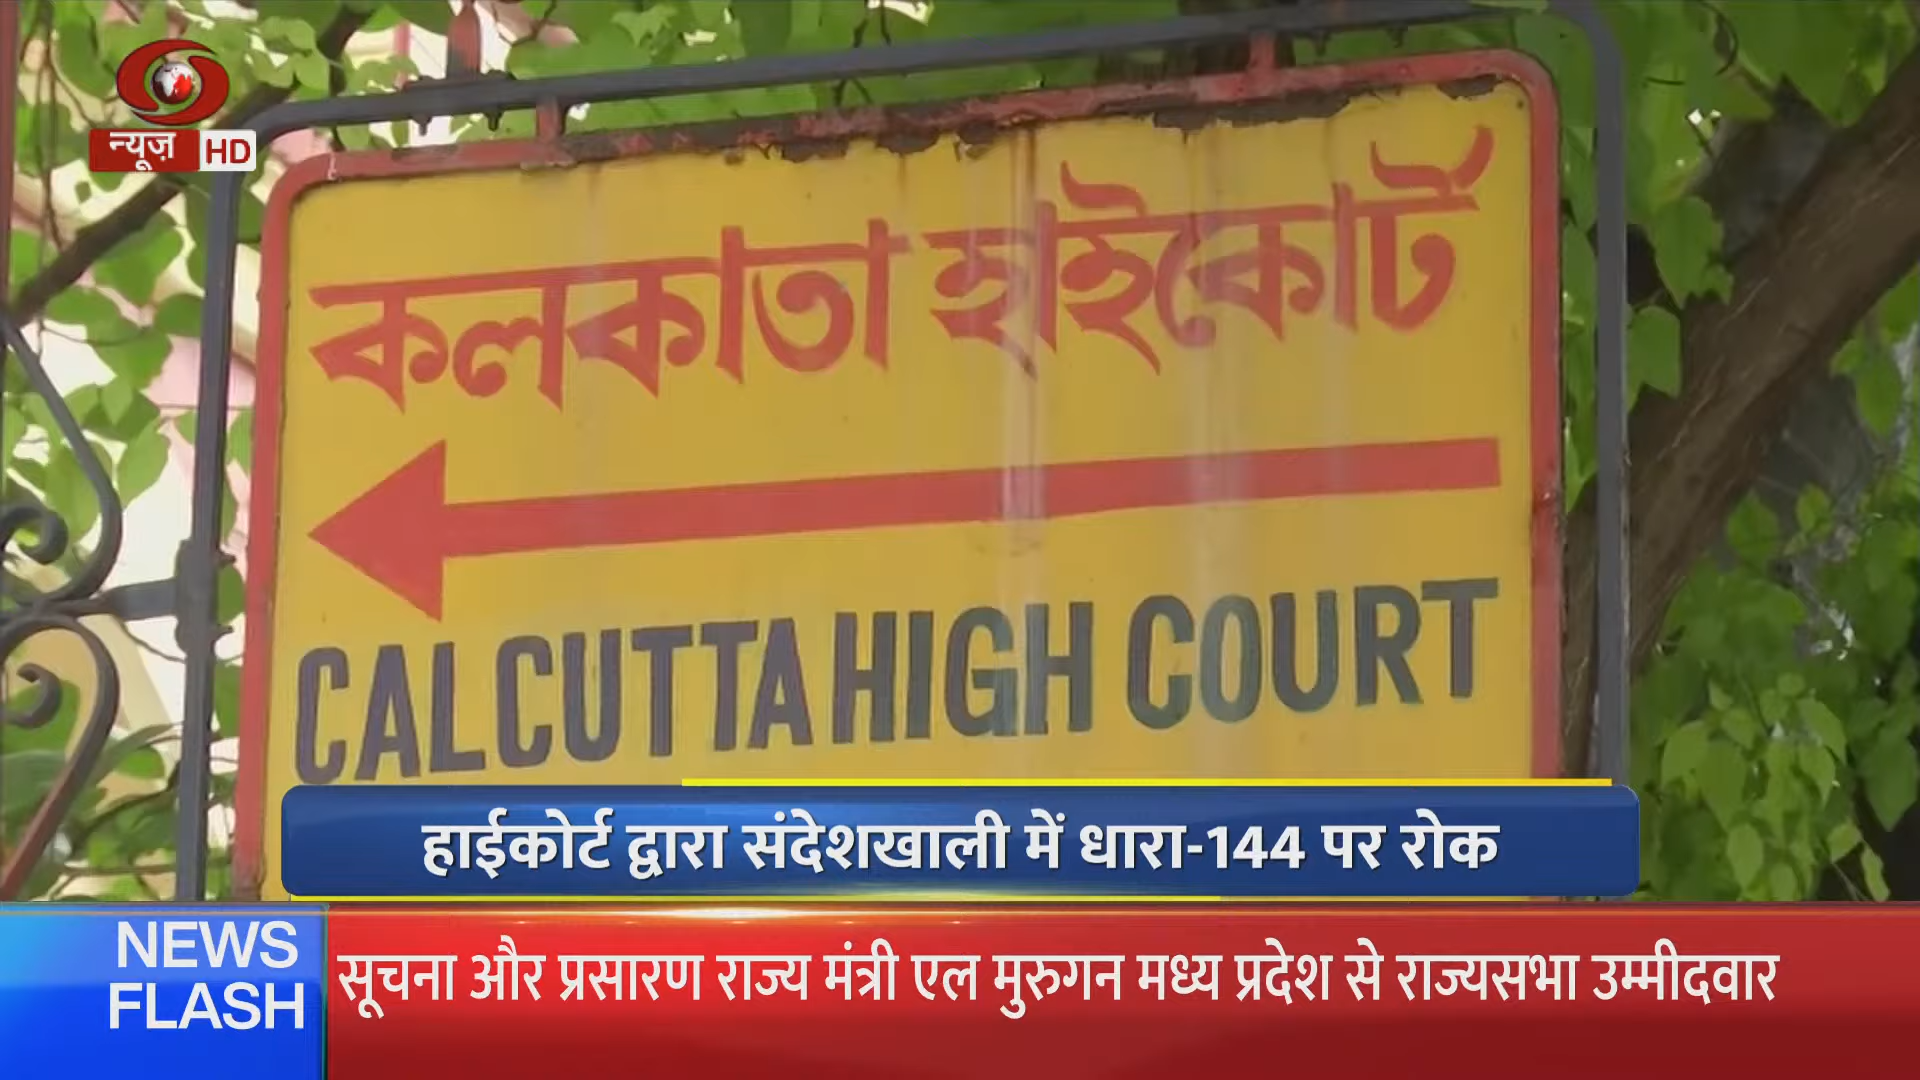 न्यूज़ HD
কলকাতা হাইকোর্ট
CALCUTTA HIGH COURT
हाईकोर्ट द्वारा संदेशखाली में धारा-144 पर रोक
NEWS
FLASH
सूचना और प्रसारण राज्य मंत्री एल मुरुगन मध्य प्रदेश से राज्यसभा उम्मीदवार